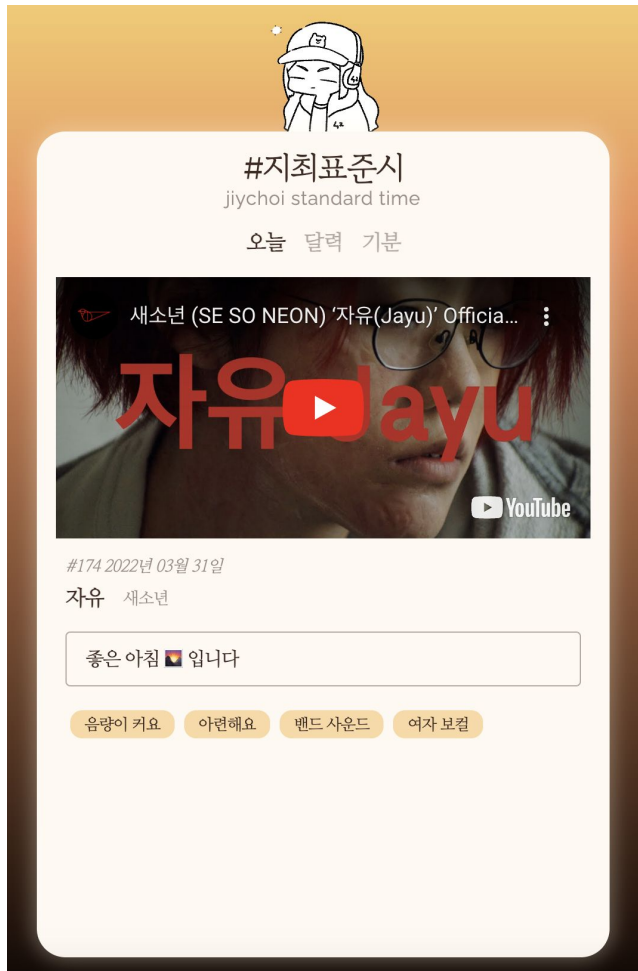 42
#지최표준시
jiychoi standard time
오늘 달력 기분
새소년 (SE SO NEON) ‘자유(Jayu)’ Officia...
자유 Jayu
YouTube
#174 2022년 03월 31일
자유 새소년
좋은 아침 🌄 입니다
음량이 커요 아련해요 밴드 사운드 여자 보컬